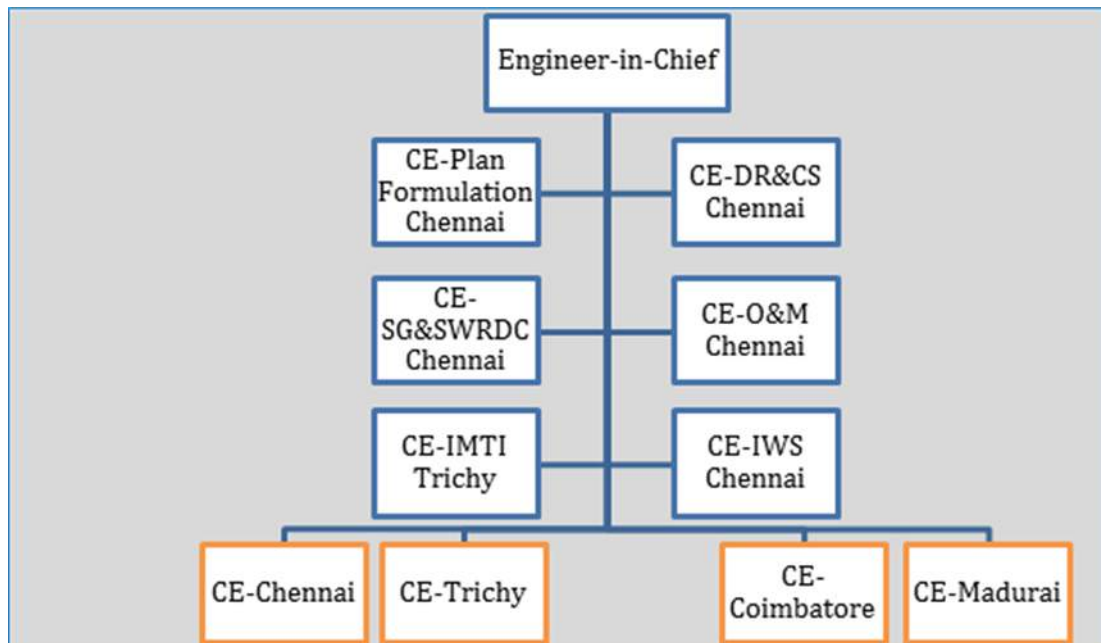 Engineer-in-Chief
CE-Plan
Formulation
Chennai
CE-DR&CS
Chennai
CE-
SG&SWRDC
Chennai
CE-O&M
Chennai
CE-IMTI
Trichy
CE-IWS
Chennai
CE-Chennai
CE-Trichy
CE-
Coimbatore
CE-Madurai